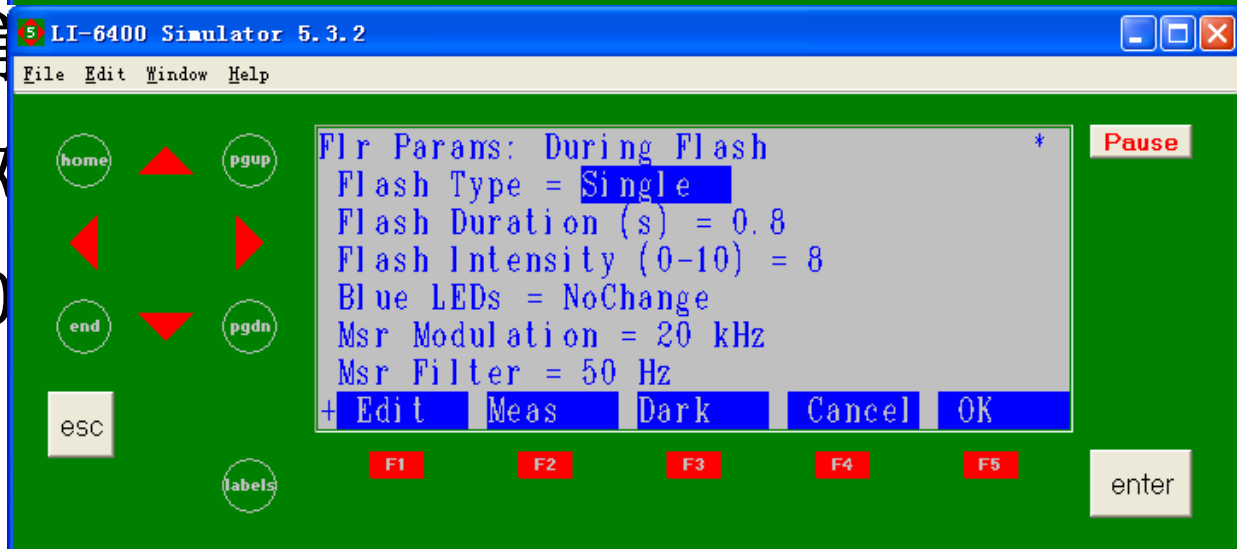 5 LI-6400 Simulator 5.3.2
File Edit Window Help
home
pgup
end
pgdn
esc
labels
Flr Params: During Flash *
Flash Type = Single
Flash Duration (s) = 0.8
Flash Intensity (0-10) = 8
Blue LEDs = NoChange
Msr Modulation = 20 kHz
Msr Filter = 50 Hz
+ Edit Meas Dark Cancel OK
F1 F2 F3 F4 F5
Pause
enter